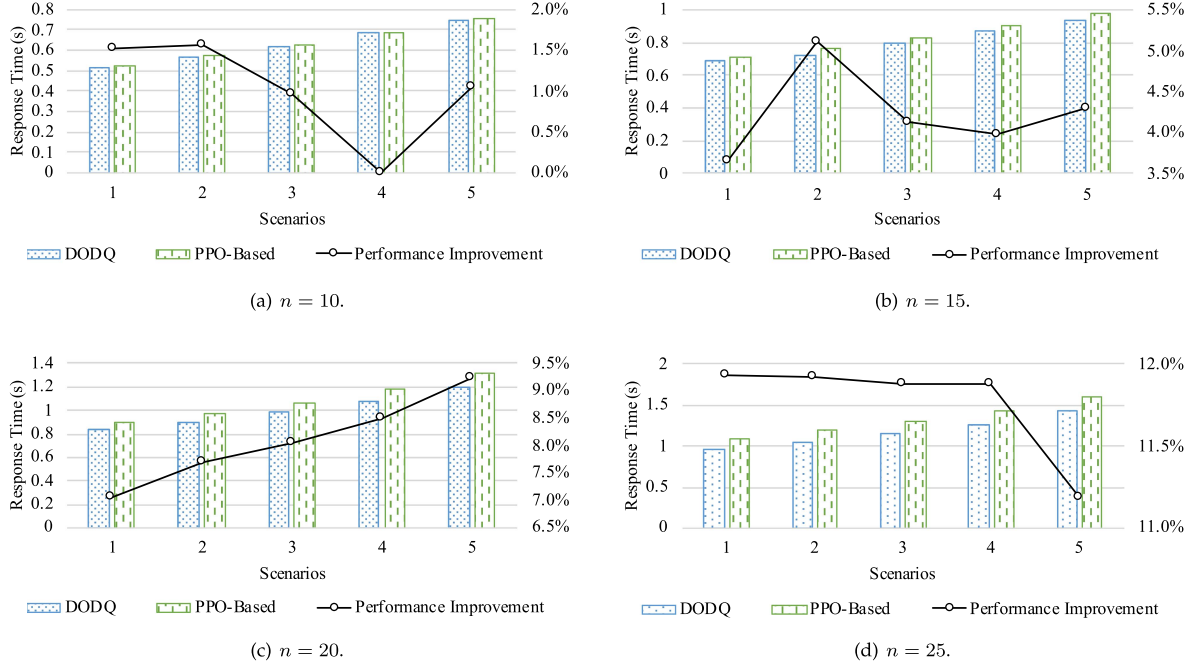 0.8
0.7
0.6
0.5
0.4
0.3
0.2
0.1
0
Response Time (s)
2.0%
1.5%
1.0%
0.5%
0.0%
1 2 3 4 5
Scenarios
DODQ PPO-Based Performance Improvement
(a) n = 10.
1
0.8
0.6
0.4
0.2
0
Response Time (s)
5.5%
5.0%
4.5%
4.0%
3.5%
1 2 3 4 5
Scenarios
DODQ PPO-Based Performance Improvement
(b) n = 15.
1.4
1.2
1
0.8
0.6
0.4
0.2
0
Response Time (s)
9.5%
9.0%
8.5%
8.0%
7.5%
7.0%
6.5%
1 2 3 4 5
Scenarios
DODQ PPO-Based Performance Improvement
(c) n = 20.
2
1.5
1
0.5
0
Response Time (s)
12.0%
11.5%
11.0%
1 2 3 4 5
Scenarios
DODQ PPO-Based Performance Improvement
(d) n = 25.